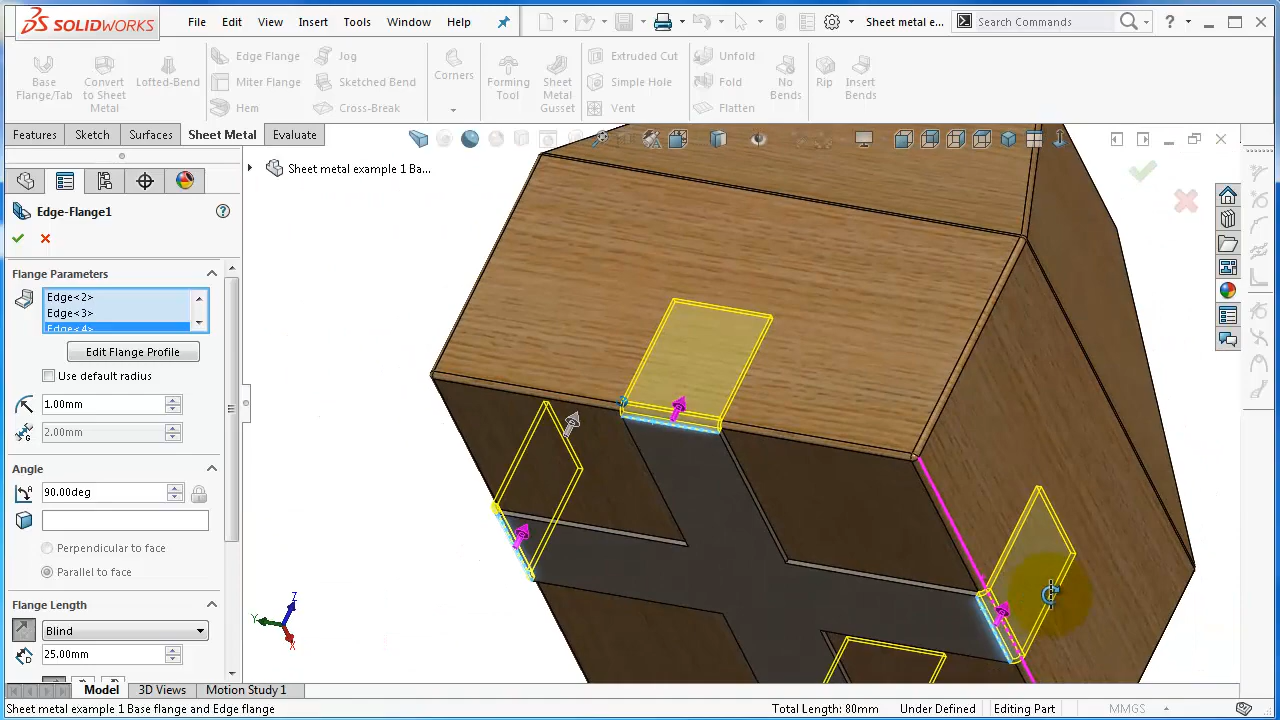 SOLIDWORKS File Edit View Insert Tools Window Help Sheet metal e... Search Commands
Base Flange/Tab
Convert to Sheet Metal
Lofted-Bend
Edge Flange
Miter Flange
Hem
Jog
Sketched Bend
Cross-Break
Corners
Forming Tool
Sheet Metal Gusset
Extruded Cut
Simple Hole
Vent
Unfold
Fold
Flatten
No Bends
Rip
Insert Bends
Features Sketch Surfaces Sheet Metal Evaluate
Sheet metal example 1 Ba...
Edge-Flange1
Flange Parameters
Edge<2>
Edge<3>
Edge<4>
Edit Flange Profile
Use default radius
1.00mm
2.00mm
Angle
90.00deg
Perpendicular to face
Parallel to face
Flange Length
Blind
25.00mm
Z
Y
X
Model 3D Views Motion Study 1
Sheet metal example 1 Base flange and Edge flange Total Length: 80mm Under Defined Editing Part MMGS